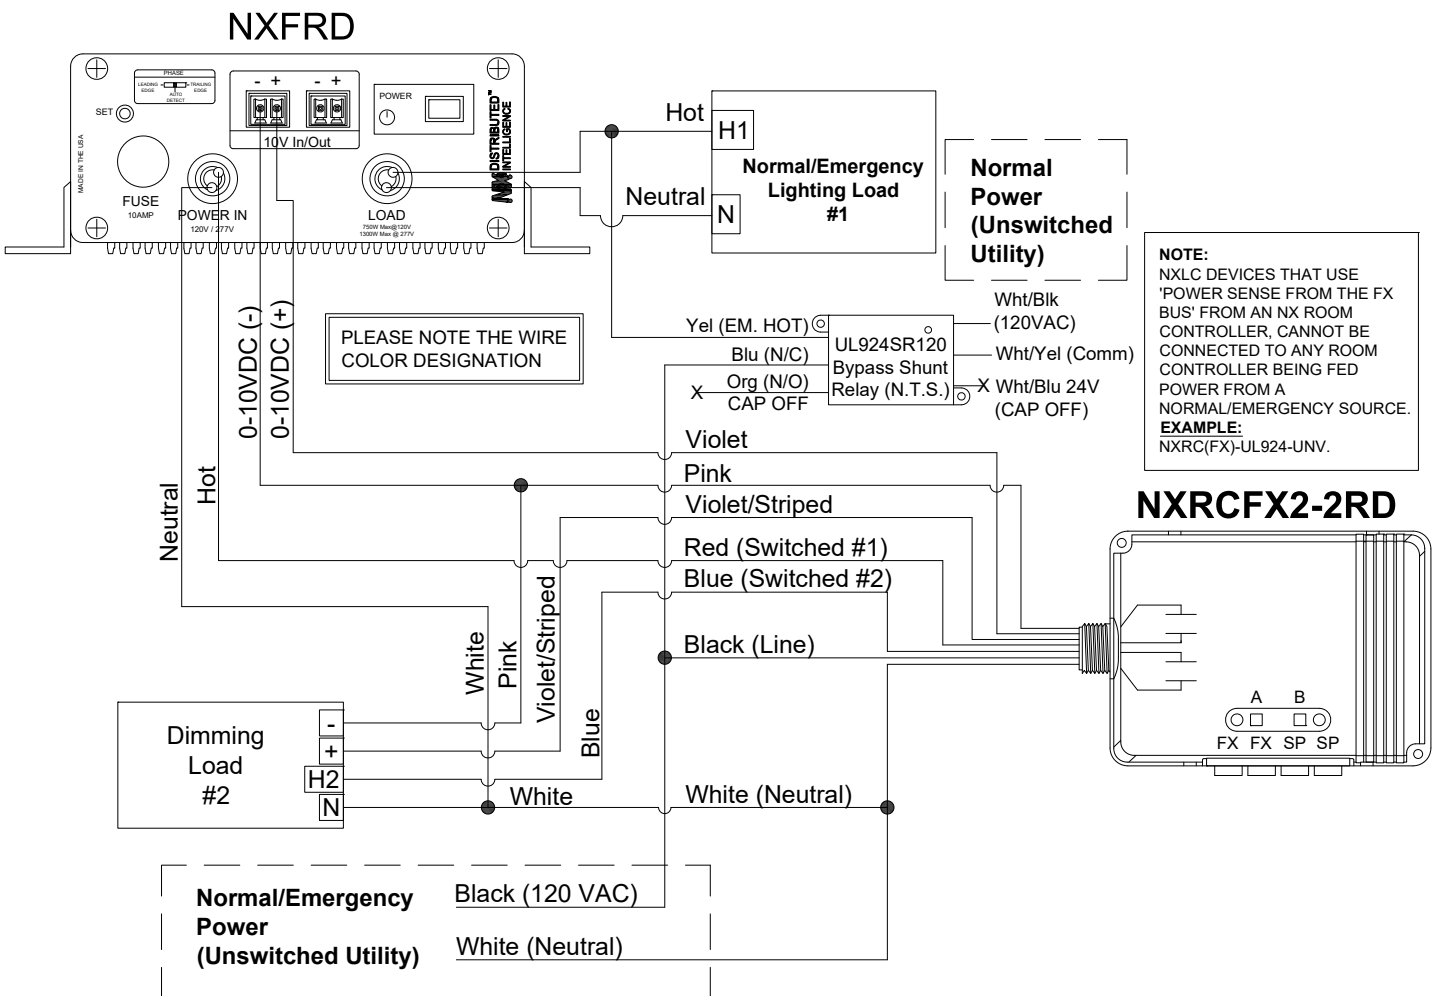 NXFRD
PHASE
LEADING EDGE
AUTO DETECT
TRAILING EDGE
SET
MADE IN THE USA
FUSE
10AMP
POWER IN
120V / 277V
- +
- +
10V In/Out
POWER
LOAD
750W Max@120V
1300W Max @ 277V
NX DISTRIBUTED™
INTELLIGENCE
Hot
H1
Neutral
N
Normal/Emergency
Lighting Load
#1
Normal
Power
(Unswitched
Utility)
NOTE:
NXLC DEVICES THAT USE
'POWER SENSE FROM THE FX
BUS' FROM AN NX ROOM
CONTROLLER, CANNOT BE
CONNECTED TO ANY ROOM
CONTROLLER BEING FED
POWER FROM A
NORMAL/EMERGENCY SOURCE.
EXAMPLE:
NXRC(FX)-UL924-UNV.
PLEASE NOTE THE WIRE
COLOR DESIGNATION
Yel (EM. HOT)
Blu (N/C)
X Org (N/O)
CAP OFF
UL924SR120
Bypass Shunt
Relay (N.T.S.)
Wht/Blk
(120VAC)
Wht/Yel (Comm)
X Wht/Blu 24V
(CAP OFF)
0-10VDC (-)
0-10VDC (+)
Neutral
Hot
Violet
Pink
Violet/Striped
Red (Switched #1)
Blue (Switched #2)
Black (Line)
White
Pink
Violet/Striped
Blue
NXRCFX2-2RD
A B
FX FX SP SP
Dimming
Load
#2
-
+
H2
N
White
White (Neutral)
Normal/Emergency
Power
(Unswitched Utility)
Black (120 VAC)
White (Neutral)